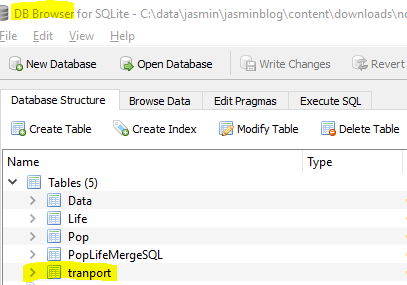 DB Browser for SQLite - C:\data\jasmin\jasminblog\content\downloads\no
File Edit View Help
New Database Open Database Write Changes Revert
Database Structure Browse Data Edit Pragmas Execute SQL
Create Table Create Index Modify Table Delete Table
Name Type
Tables (5)
Data
Life
Pop
PopLifeMergeSQL
tranport